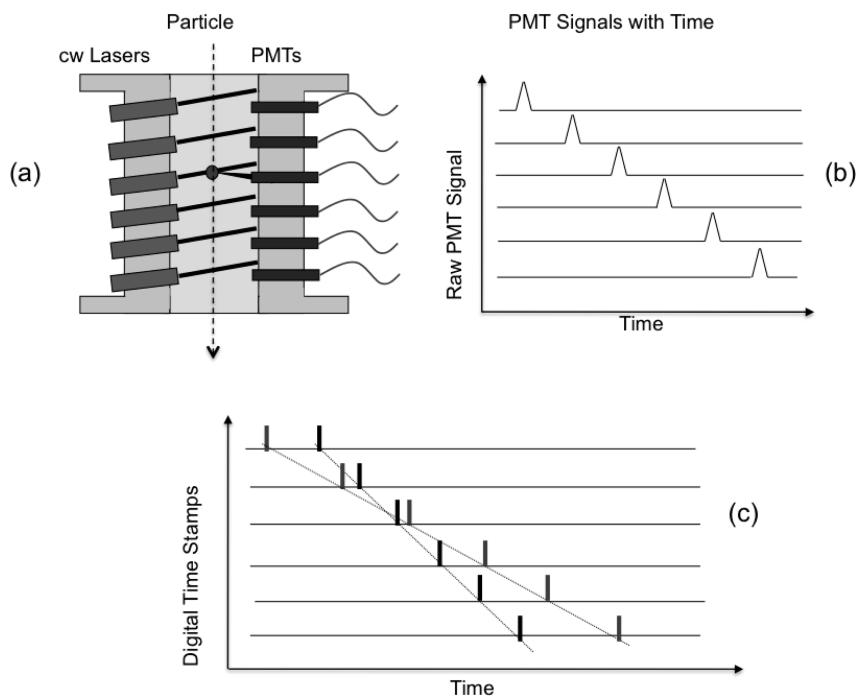 Particle
PMT Signals with Time
cw Lasers
PMTs
(a)
Raw PMT Signal
(b)
Time
Digital Time Stamps
(c)
Time